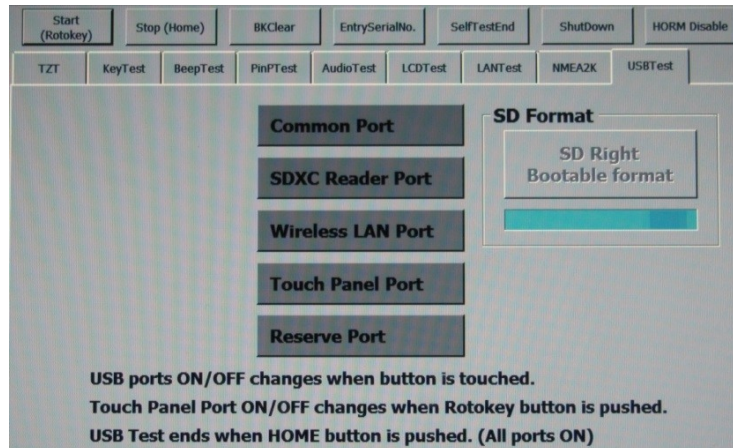 Start
(Rotokey)
Stop (Home)
BKClear
EntrySerialNo.
SelfTestEnd
ShutDown
HORM Disable
TZT
KeyTest
BeepTest
PinPTest
AudioTest
LCDTest
LANTest
NMEA2K
USBTest
Common Port
SDXC Reader Port
Wireless LAN Port
Touch Panel Port
Reserve Port
SD Format
SD Right
Bootable format
USB ports ON/OFF changes when button is touched.
Touch Panel Port ON/OFF changes when Rotokey button is pushed.
USB Test ends when HOME button is pushed. (All ports ON)